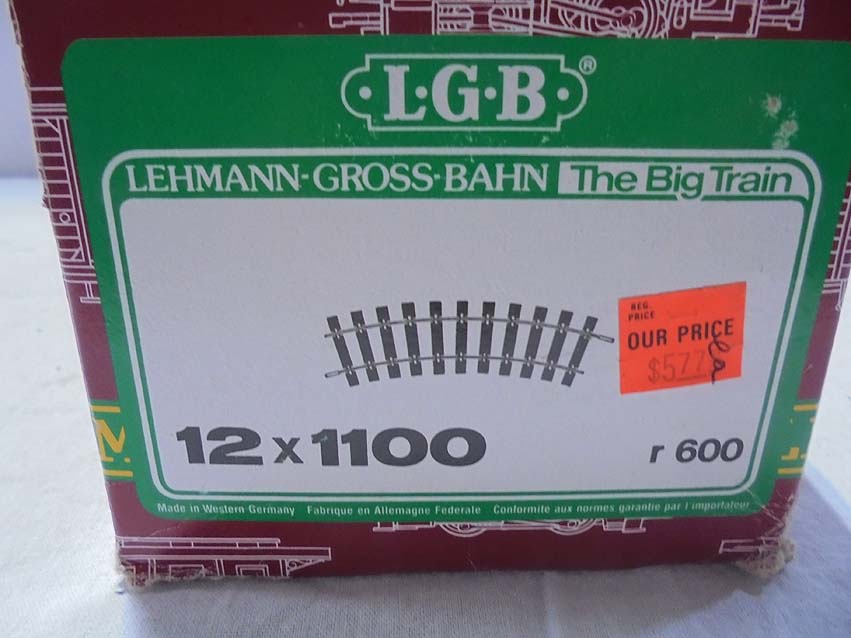 L·G·B®
LEHMANN-GROSS-BAHN The Big Train
REG.
PRICE
OUR PRICE
ea
12 x 1100
r 600
Made in Western Germany Fabrique en Allemagne Federale Conformite aux normes garantie par l'importateur
M